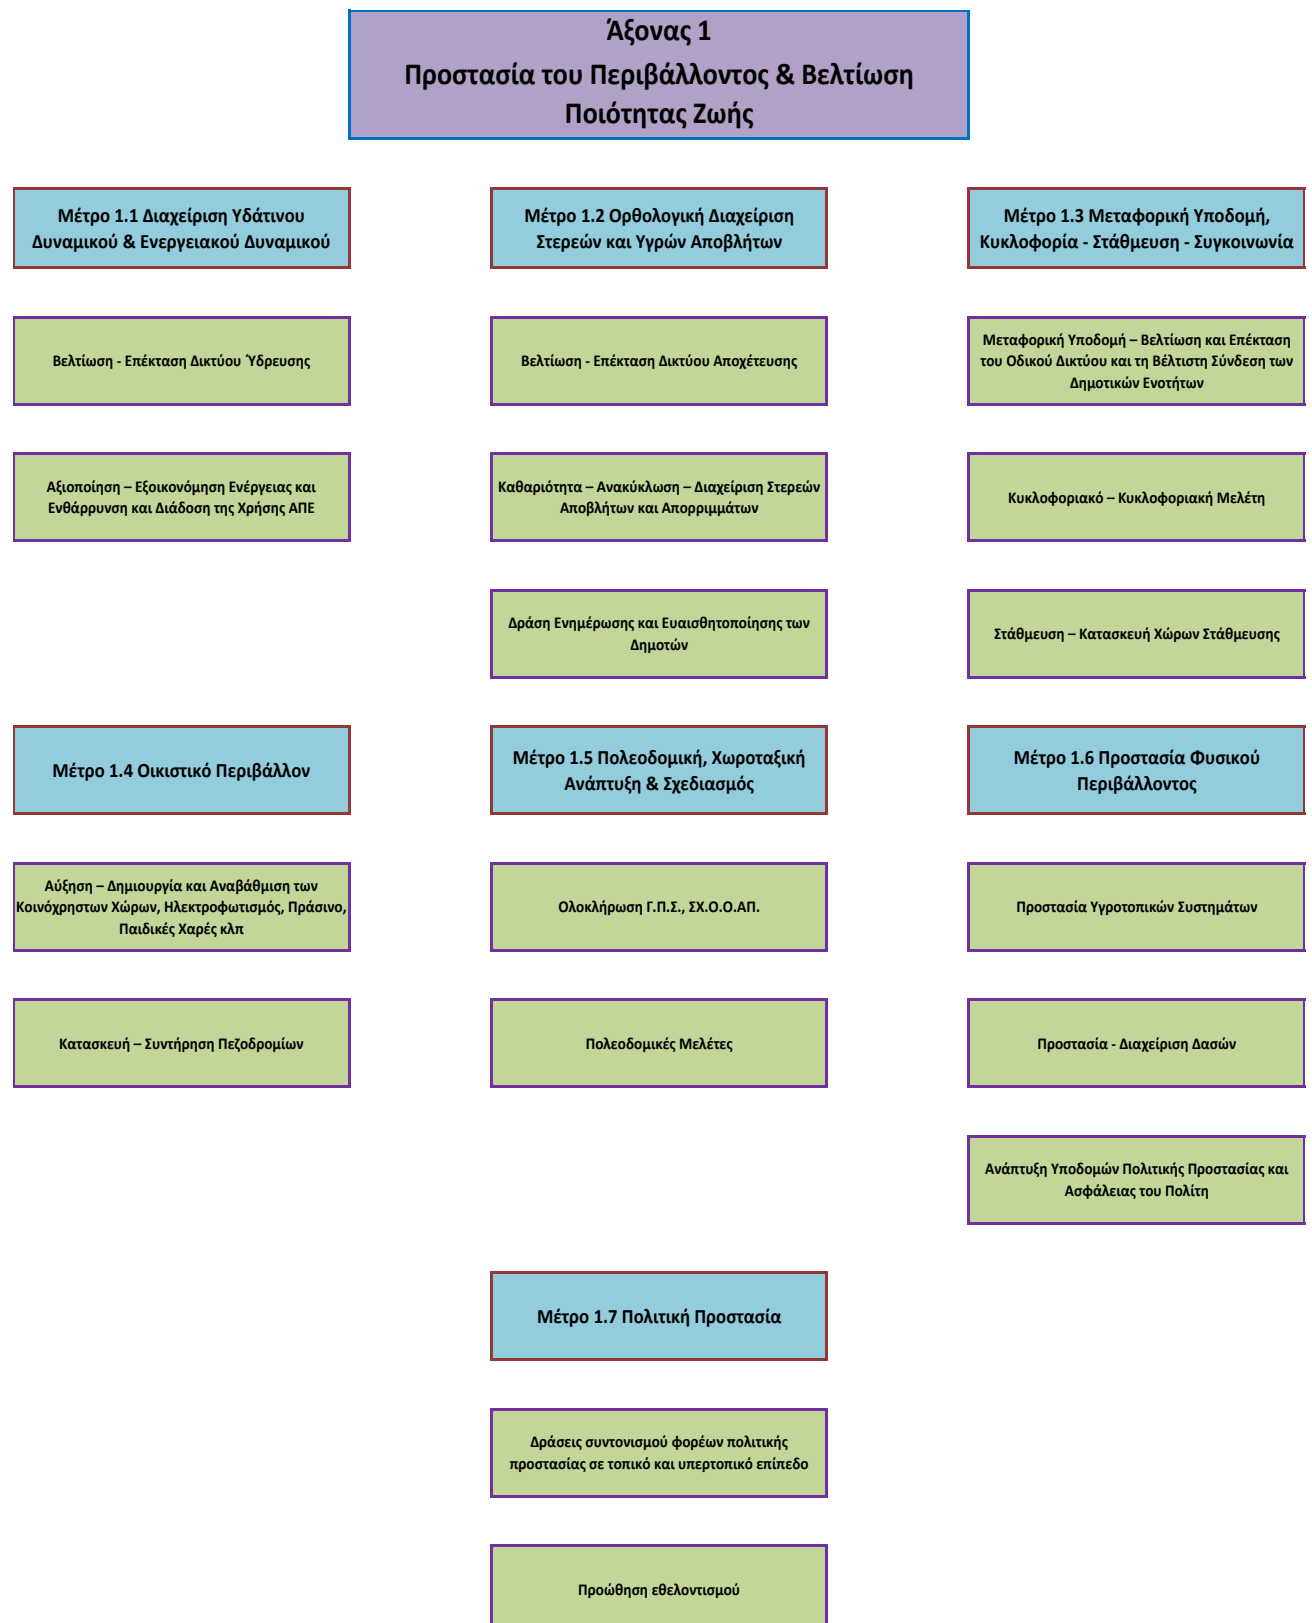 Άξονας 1
Προστασία του Περιβάλλοντος & Βελτίωση
Ποιότητας Ζωής
Μέτρο 1.1 Διαχείριση Υδάτινου
Δυναμικού & Ενεργειακού Δυναμικού
Μέτρο 1.2 Ορθολογική Διαχείριση
Στερεών και Υγρών Αποβλήτων
Μέτρο 1.3 Μεταφορική Υποδομή,
Κυκλοφορία - Στάθμευση - Συγκοινωνία
Βελτίωση - Επέκταση Δικτύου Ύδρευσης
Βελτίωση - Επέκταση Δικτύου Αποχέτευσης
Μεταφορική Υποδομή – Βελτίωση και Επέκταση
του Οδικού Δικτύου και τη Βέλτιστη Σύνδεση των
Δημοτικών Ενοτήτων
Αξιοποίηση – Εξοικονόμηση Ενέργειας και
Ενθάρρυνση και Διάδοση της Χρήσης ΑΠΕ
Καθαριότητα – Ανακύκλωση – Διαχείριση Στερεών
Αποβλήτων και Απορριμμάτων
Κυκλοφοριακό – Κυκλοφοριακή Μελέτη
Δράση Ενημέρωσης και Ευαισθητοποίησης των
Δημοτών
Στάθμευση – Κατασκευή Χώρων Στάθμευσης
Μέτρο 1.4 Οικιστικό Περιβάλλον
Μέτρο 1.5 Πολεοδομική, Χωροταξική
Ανάπτυξη & Σχεδιασμός
Μέτρο 1.6 Προστασία Φυσικού
Περιβάλλοντος
Αύξηση – Δημιουργία και Αναβάθμιση των
Κοινόχρηστων Χώρων, Ηλεκτροφωτισμός, Πράσινο,
Παιδικές Χαρές κλπ
Ολοκλήρωση Γ.Π.Σ., ΣΧ.Ο.Ο.ΑΠ.
Προστασία Υγροτοπικών Συστημάτων
Κατασκευή – Συντήρηση Πεζοδρομίων
Πολεοδομικές Μελέτες
Προστασία - Διαχείριση Δασών
Ανάπτυξη Υποδομών Πολιτικής Προστασίας και
Ασφάλειας του Πολίτη
Μέτρο 1.7 Πολιτική Προστασία
Δράσεις συντονισμού φορέων πολιτικής
προστασίας σε τοπικό και υπερτοπικό επίπεδο
Προώθηση εθελοντισμού